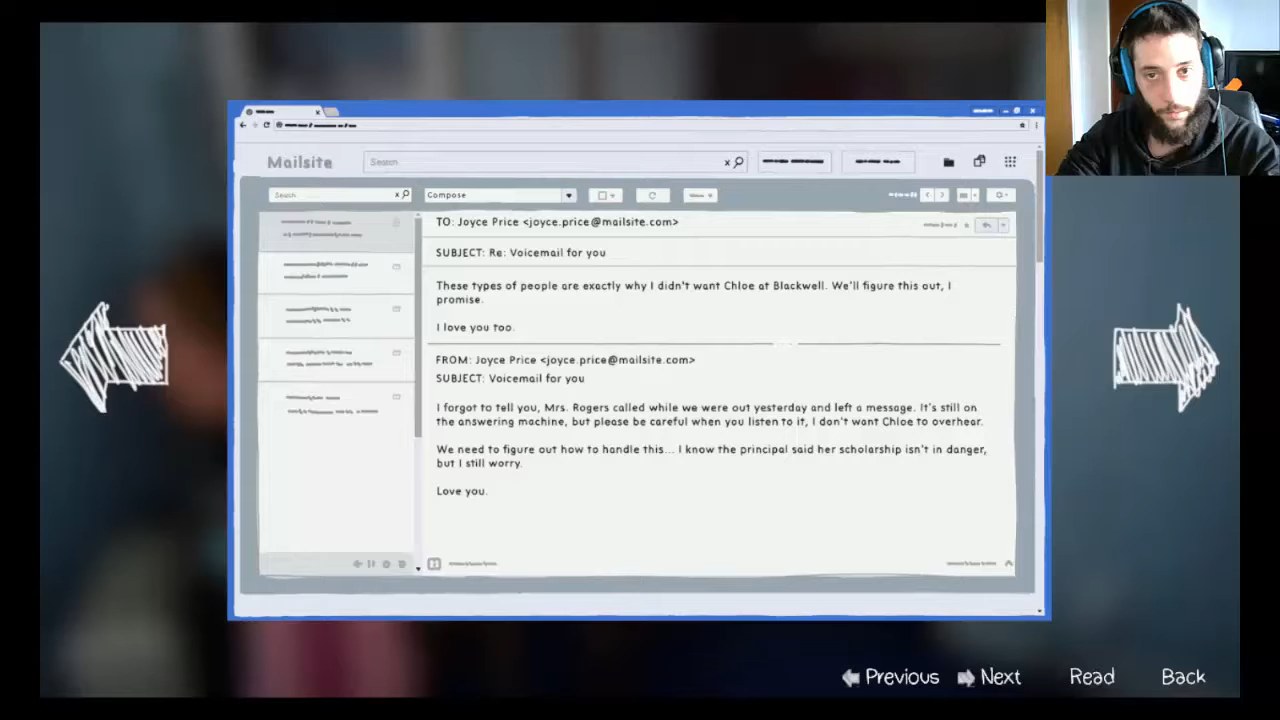 Mailsite
Search
Search
Compose
TO: Joyce Price <joyce.price@mailsite.com>
SUBJECT: Re: Voicemail for you
These types of people are exactly why I didn't want Chloe at Blackwell. We'll figure this out, I
promise.
I love you too.
FROM: Joyce Price <joyce.price@mailsite.com>
SUBJECT: Voicemail for you
I forgot to tell you, Mrs. Rogers called while we were out yesterday and left a message. It's still on
the answering machine, but please be careful when you listen to it, I don't want Chloe to overhear.
We need to figure out how to handle this... I know the principal said her scholarship isn't in danger,
but I still worry.
Love you.
Previous
Next
Read
Back